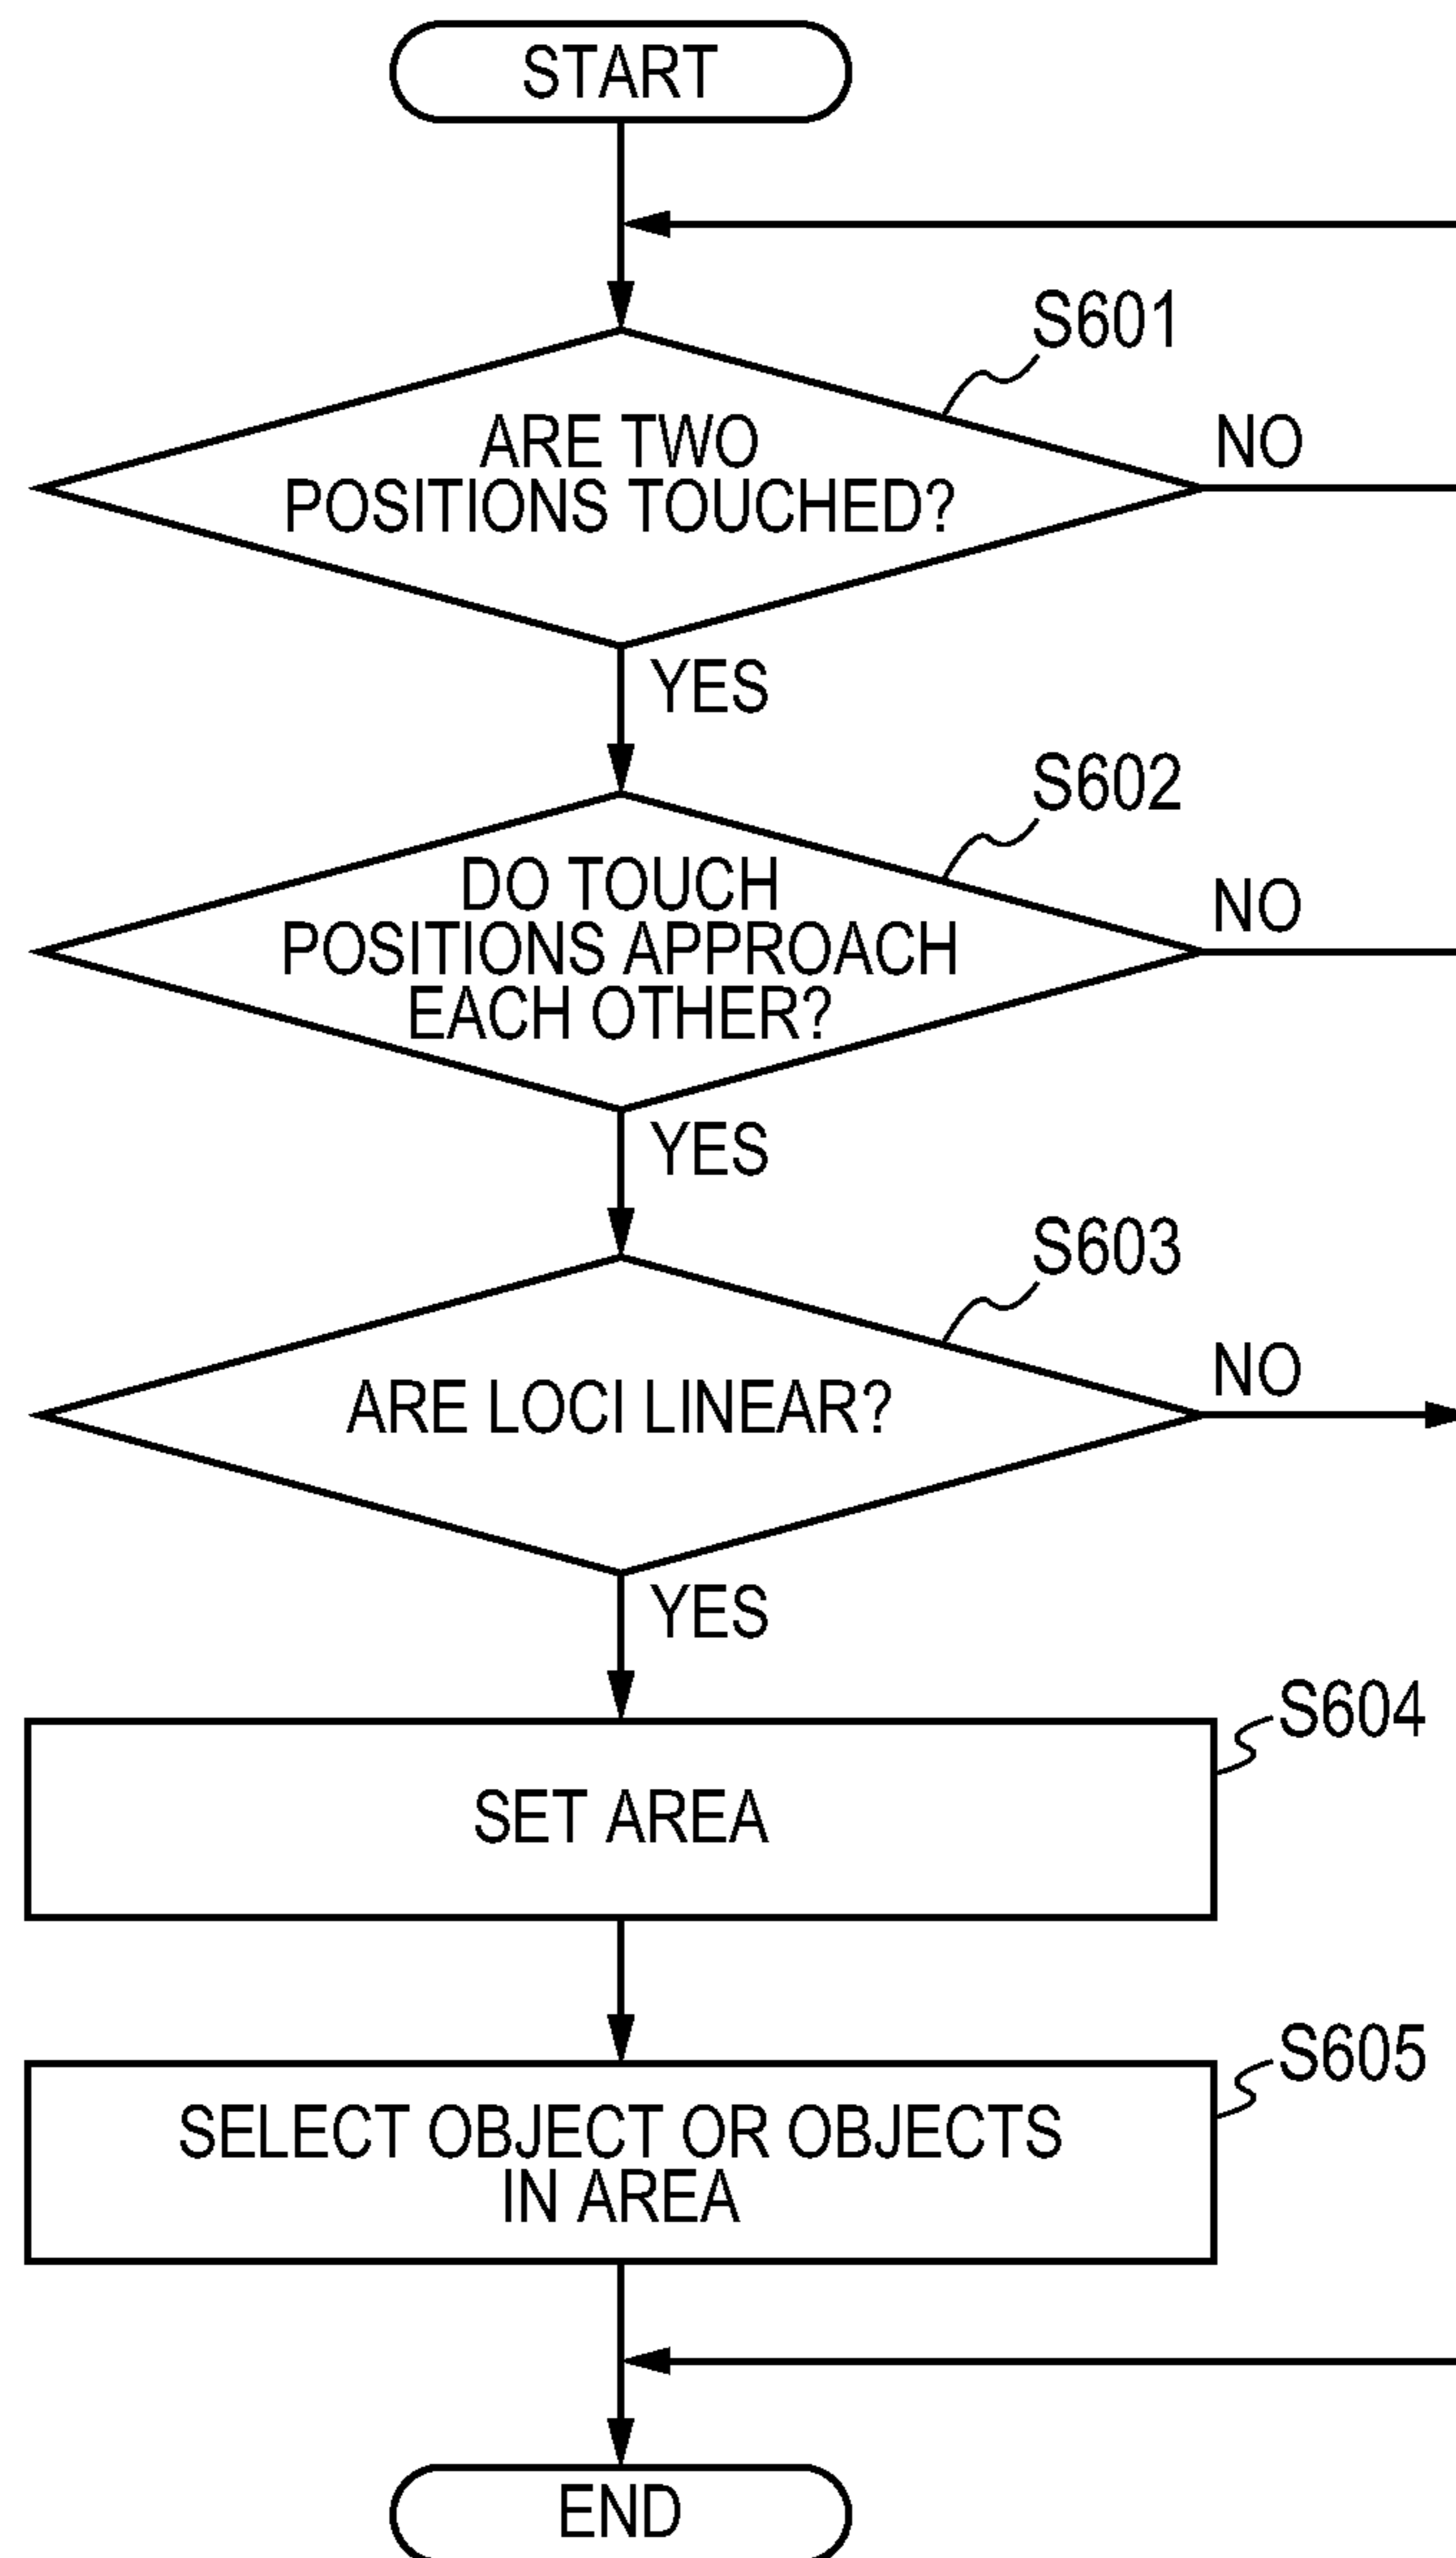 START
S601
ARE TWO
POSITIONS TOUCHED?
NO
YES
S602
DO TOUCH
POSITIONS APPROACH
EACH OTHER?
NO
YES
S603
ARE LOCI LINEAR?
NO
YES
S604
SET AREA
S605
SELECT OBJECT OR OBJECTS
IN AREA
END